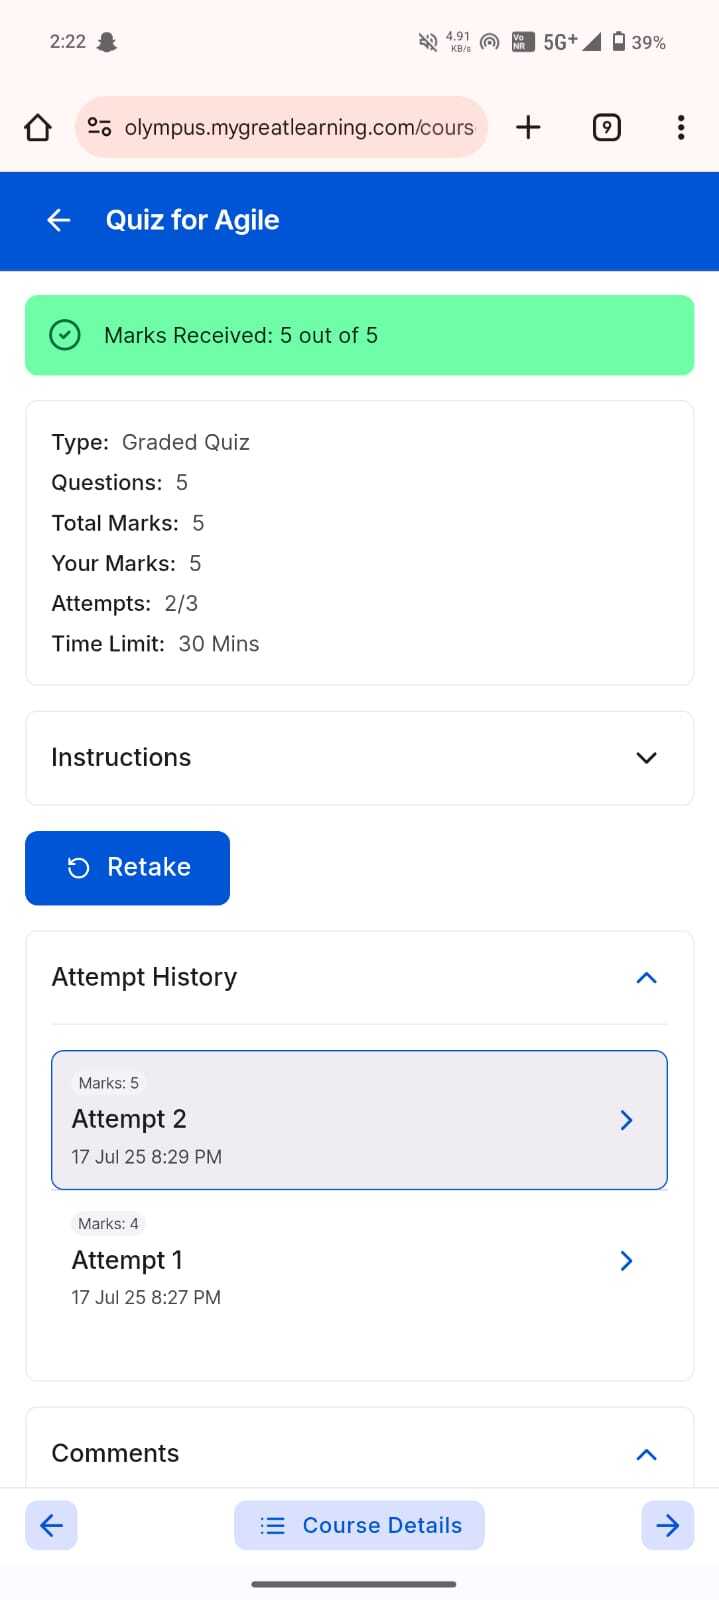 2:22
4.91 KB/s
Vo NR
5G+
39%
olympus.mygreatlearning.com/cours
9
Quiz for Agile
Marks Received: 5 out of 5
Type: Graded Quiz
Questions: 5
Total Marks: 5
Your Marks: 5
Attempts: 2/3
Time Limit: 30 Mins
Instructions
Retake
Attempt History
Marks: 5
Attempt 2
17 Jul 25 8:29 PM
Marks: 4
Attempt 1
17 Jul 25 8:27 PM
Comments
Course Details